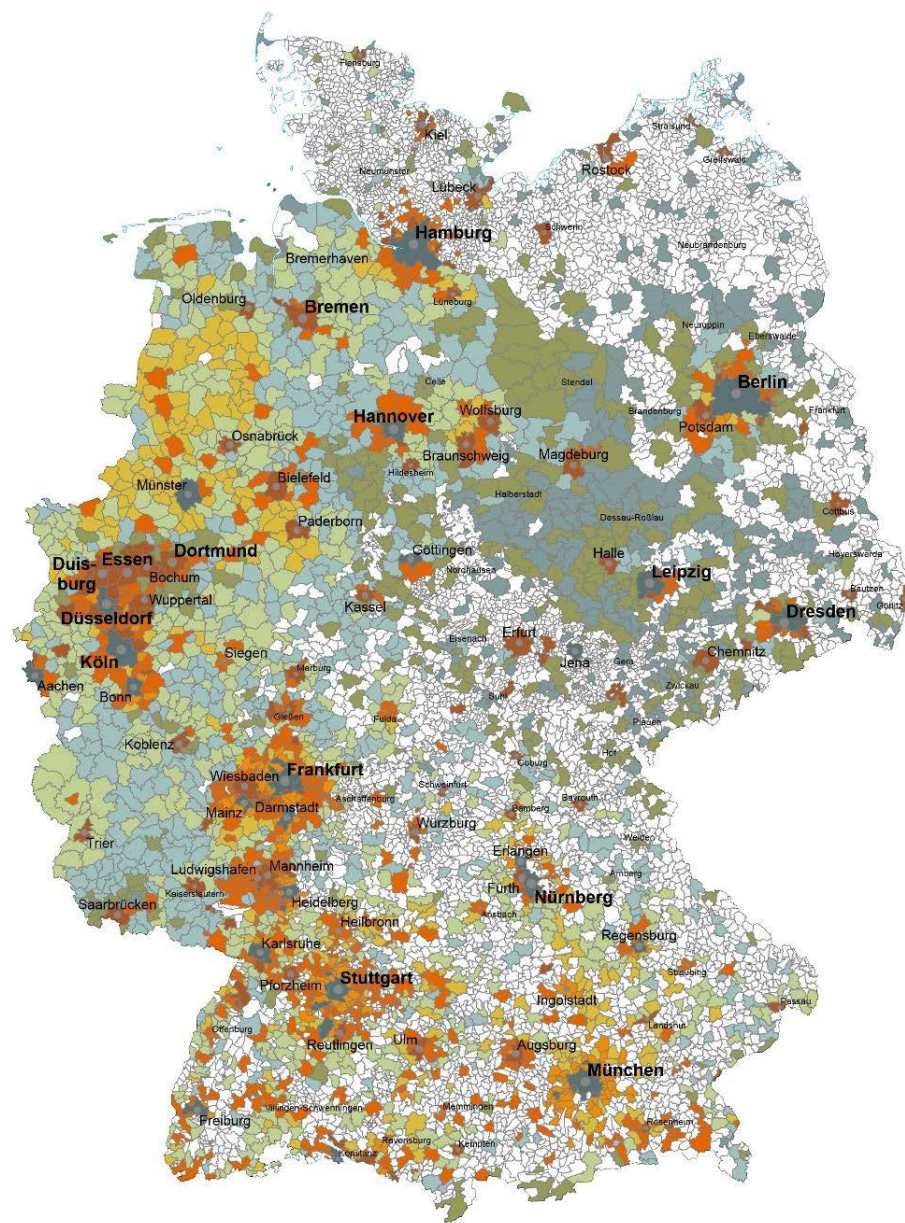 Flensburg
Kiel
Stralsund
Greifswald
Rostock
Neumünster
Lübeck
Schwerin
Hamburg
Neubrandenburg
Bremerhaven
Oldenburg
Lüneburg
Bremen
Neuruppin
Eberswalde
Celle
Stendal
Berlin
Hannover
Wolfsburg
Brandenburg
Frankfurt
Potsdam
Osnabrück
Braunschweig
Magdeburg
Hildesheim
Münster
Bielefeld
Halberstadt
Cottbus
Dessau-Roßlau
Paderborn
Essen
Dortmund
Göttingen
Halle
Hoyerswerda
Duis-
burg
Bochum
Nordhausen
Leipzig
Wuppertal
Kassel
Bautzen
Görlitz
Düsseldorf
Dresden
Eisenach
Erfurt
Chemnitz
Köln
Siegen
Jena
Gera
Marburg
Zwickau
Aachen
Bonn
Suhl
Gießen
Fulda
Plauen
Koblenz
Hof
Coburg
Frankfurt
Wiesbaden
Schweinfurt
Aschaffenburg
Bayrouth
Mainz
Darmstadt
Bamberg
Würzburg
Trier
Weiden
Erlangen
Ludwigshafen
Mannheim
Amberg
Kaiserslautern
Fürth
Nürnberg
Saarbrücken
Heidelberg
Ansbach
Heilbronn
Regensburg
Karlsruhe
Straubing
Pforzheim
Stuttgart
Ingolstadt
Passau
Offenburg
Landshut
Reutlingen
Ulm
Augsburg
München
Villingen-Schwenningen
Memmingen
Freiburg
Rosenheim
Ravensburg
Kempten
Konstanz